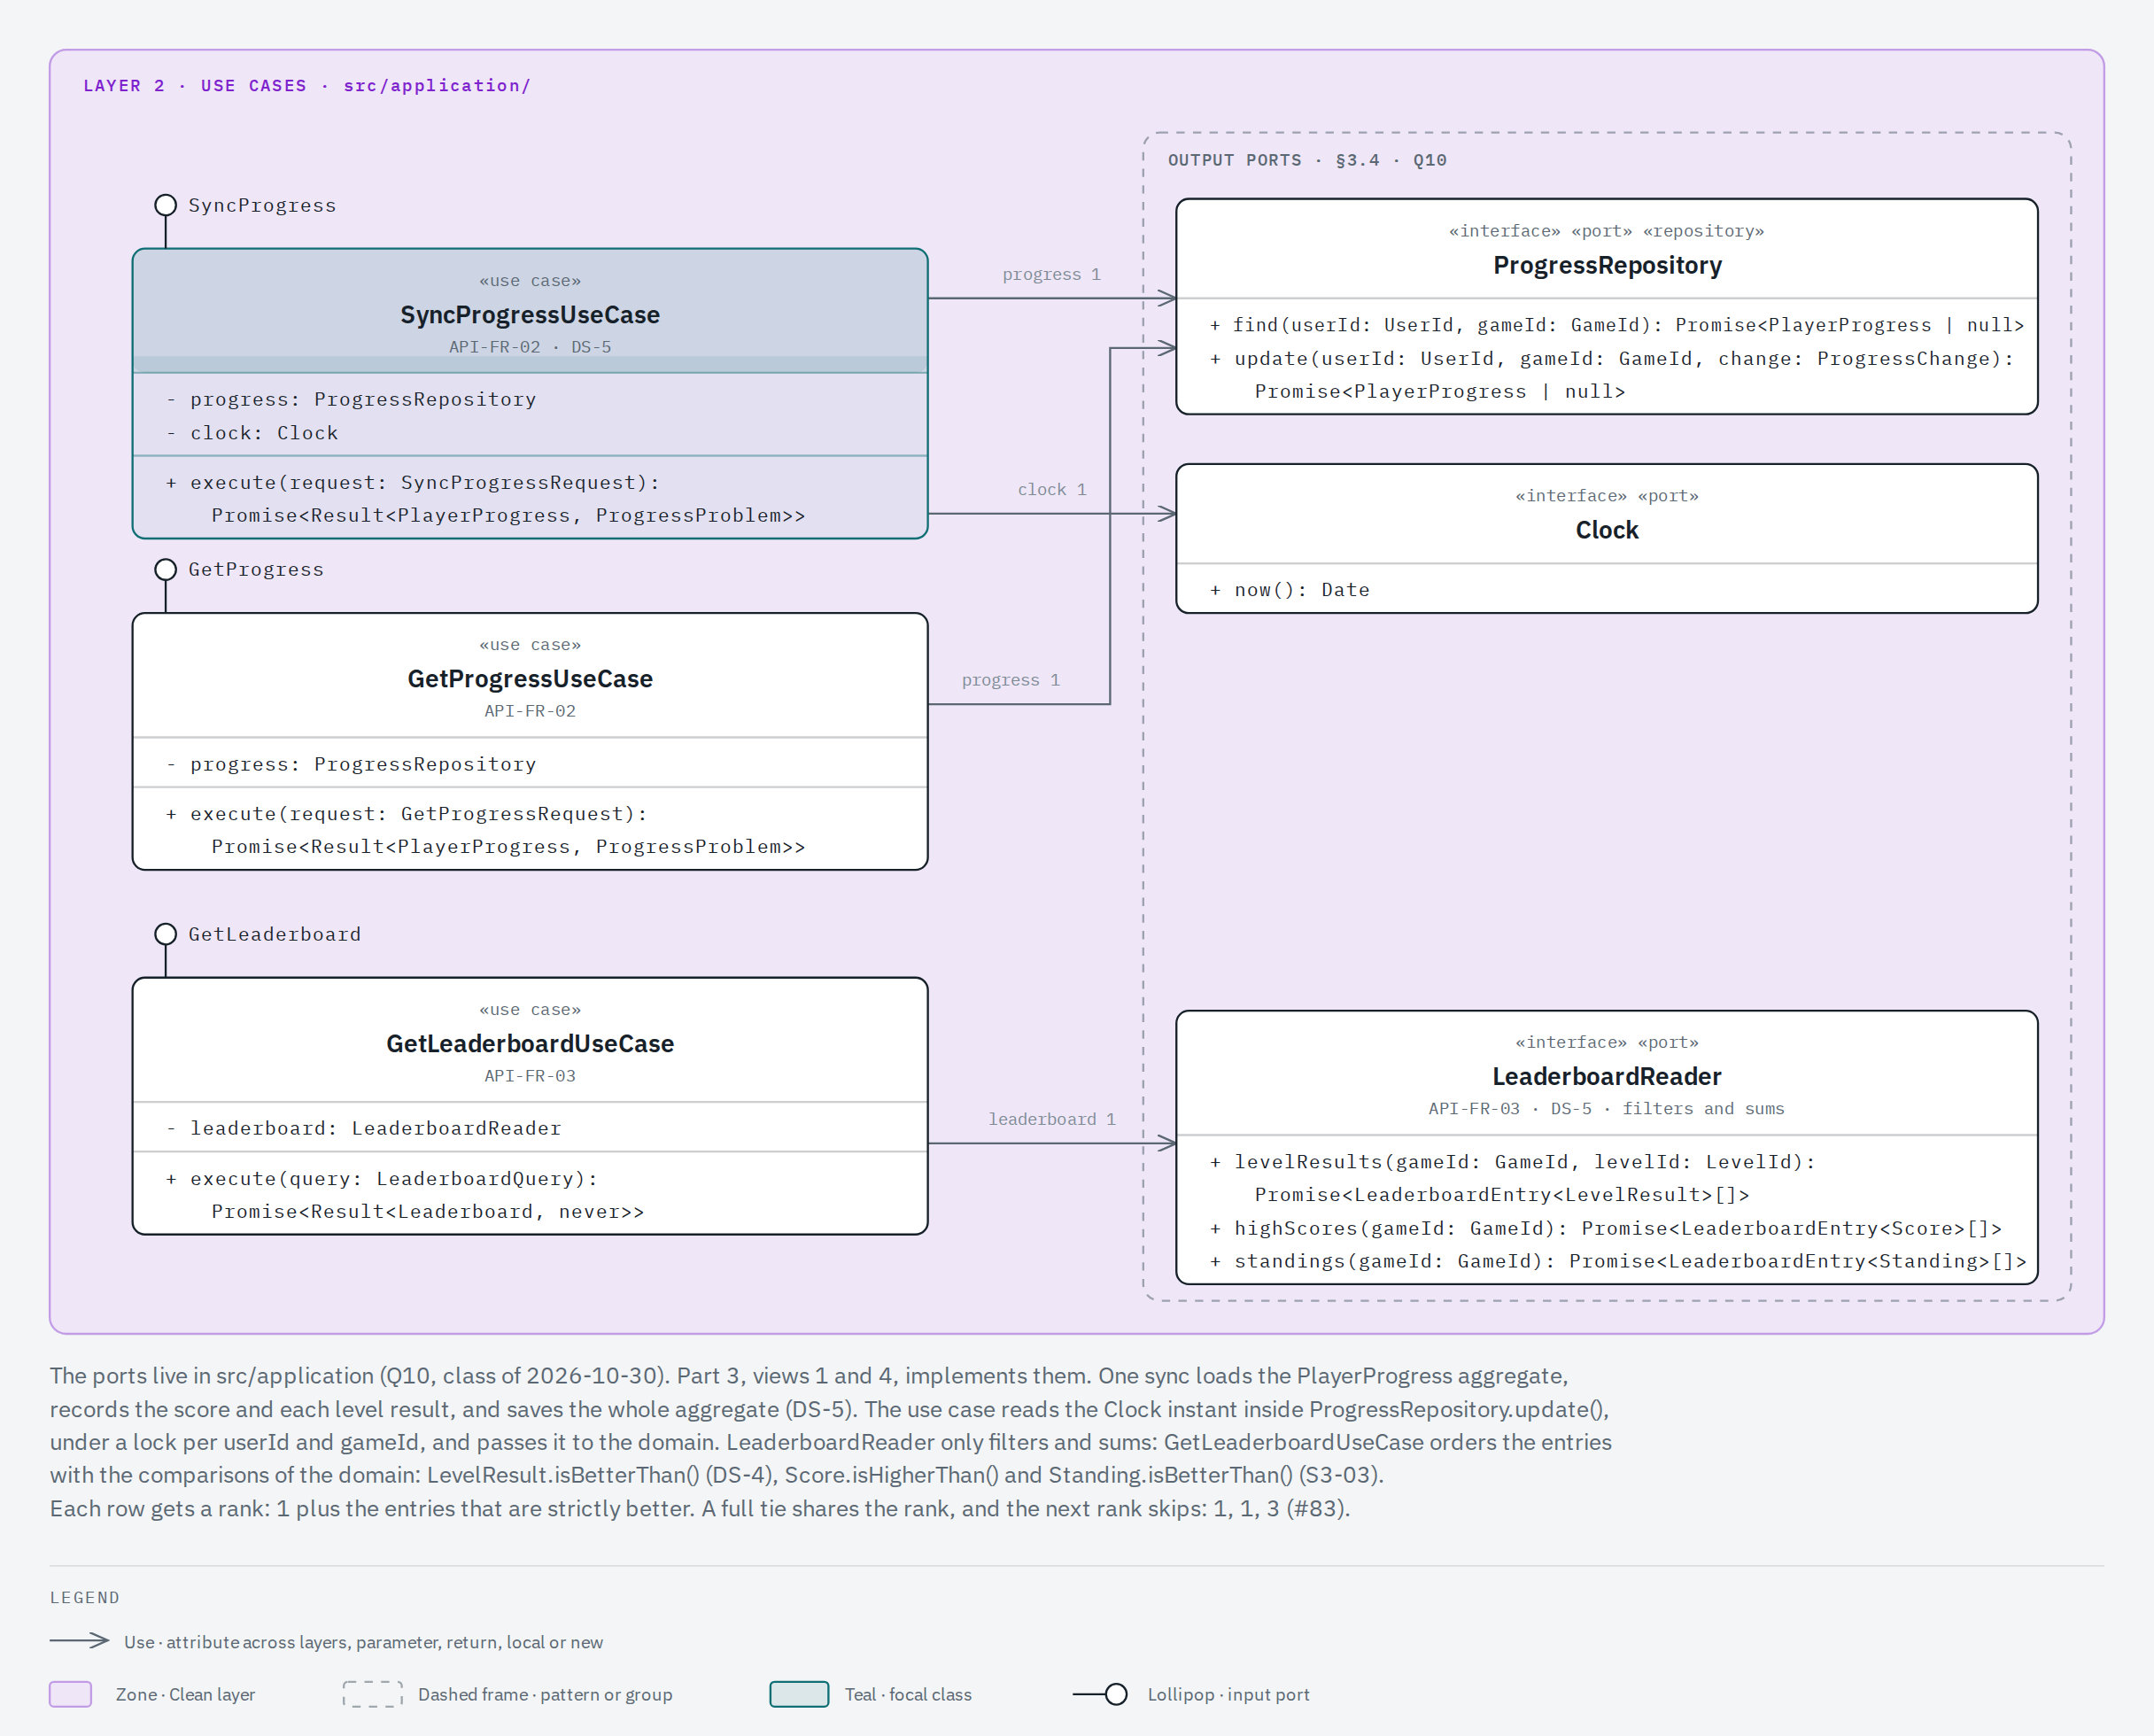 LAYER 2 · USE CASES · src/application/
OUTPUT PORTS · §3.4 · Q10
SyncProgress
«use case»
SyncProgressUseCase
API-FR-02 · DS-5
- progress: ProgressRepository
- clock: Clock
+ execute(request: SyncProgressRequest):
Promise<Result<PlayerProgress, ProgressProblem>>
progress 1
clock 1
«interface» «port» «repository»
ProgressRepository
+ find(userId: UserId, gameId: GameId): Promise<PlayerProgress | null>
+ update(userId: UserId, gameId: GameId, change: ProgressChange):
Promise<PlayerProgress | null>
«interface» «port»
Clock
+ now(): Date
GetProgress
«use case»
GetProgressUseCase
API-FR-02
- progress: ProgressRepository
+ execute(request: GetProgressRequest):
Promise<Result<PlayerProgress, ProgressProblem>>
progress 1
GetLeaderboard
«use case»
GetLeaderboardUseCase
API-FR-03
- leaderboard: LeaderboardReader
+ execute(query: LeaderboardQuery):
Promise<Result<Leaderboard, never>>
leaderboard 1
«interface» «port»
LeaderboardReader
API-FR-03 · DS-5 · filters and sums
+ levelResults(gameId: GameId, levelId: LevelId):
Promise<LeaderboardEntry<LevelResult>[]>
+ highScores(gameId: GameId): Promise<LeaderboardEntry<Score>[]>
+ standings(gameId: GameId): Promise<LeaderboardEntry<Standing>[]>
The ports live in src/application (Q10, class of 2026-10-30). Part 3, views 1 and 4, implements them. One sync loads the PlayerProgress aggregate,
records the score and each level result, and saves the whole aggregate (DS-5). The use case reads the Clock instant inside ProgressRepository.update(),
under a lock per userId and gameId, and passes it to the domain. LeaderboardReader only filters and sums: GetLeaderboardUseCase orders the entries
with the comparisons of the domain: LevelResult.isBetterThan() (DS-4), Score.isHigherThan() and Standing.isBetterThan() (S3-03).
Each row gets a rank: 1 plus the entries that are strictly better. A full tie shares the rank, and the next rank skips: 1, 1, 3 (#83).
LEGEND
Use · attribute across layers, parameter, return, local or new
Zone · Clean layer
Dashed frame · pattern or group
Teal · focal class
Lollipop · input port